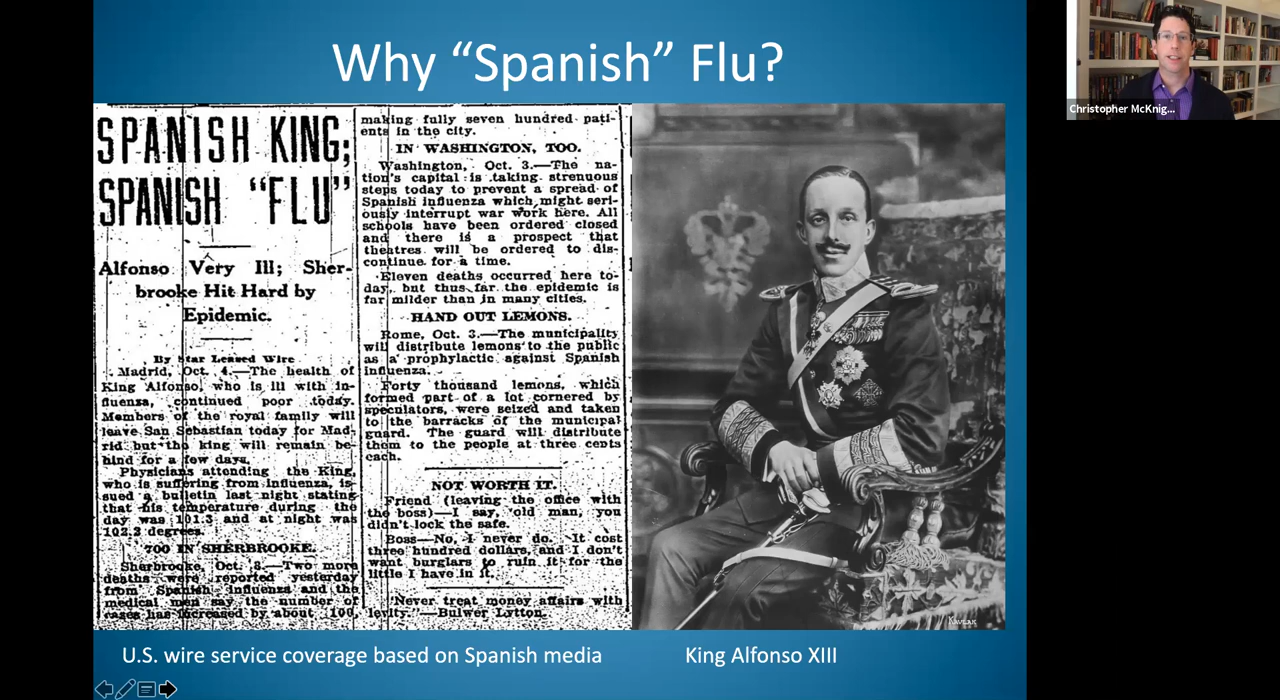 Why “Spanish” Flu?
SPANISH KING;
SPANISH "FLU"
Alfonso Very Ill; Sher-
brooke Hit Hard by
Epidemic.
By Star Leased Wire
Madrid, Oct. 4.—The health of
King Alfonso, who is ill with in-
fluenza, continued poor today.
Members of the royal family will
leave San Sebastian today for Mad-
rid but the king will remain be-
hind for a few days.
Physicians attending the King,
who is suffering from influenza, is-
sued a bulletin last night stating
that his temperature during the
day was 101.3 and at night was
102.2 degrees.
700 IN SHERBROOKE.
Sherbrooke, Oct. 3.—Two more
deaths were reported yesterday
from Spanish influenza and the
medical men say the number of
cases has increased by about 100,
making fully seven hundred pati-
ents in the city.
IN WASHINGTON, TOO.
Washington, Oct. 3.—The na-
tion's capital is taking strenuous
steps today to prevent a spread of
Spanish influenza which might seri-
ously interrupt war work here. All
schools have been ordered closed
and there is a prospect that
theatres will be ordered to dis-
continue for a time.
Eleven deaths occurred here to-
day, but thus far the epidemic is
far milder than in many cities.
HAND OUT LEMONS.
Rome, Oct. 3.—The municipality
will distribute lemons to the public
as a prophylactic against Spanish
influenza.
Forty thousand lemons, which
formed part of a lot cornered by
speculators, were seized and taken
to the barracks of the municipal
guard. The guard will distribute
them to the people at three cents
each.
NOT WORTH IT.
Friend (leaving the office with
the boss)—I say, old man, you
didn't lock the safe.
Boss—No, I never do. It cost
three hundred dollars, and I don't
want burglars to ruin it for the
little I have in it.
"Never treat money affairs with
levity."—Bulwer Lytton.
KAULAK
U.S. wire service coverage based on Spanish media
King Alfonso XIII
Christopher McKnig...